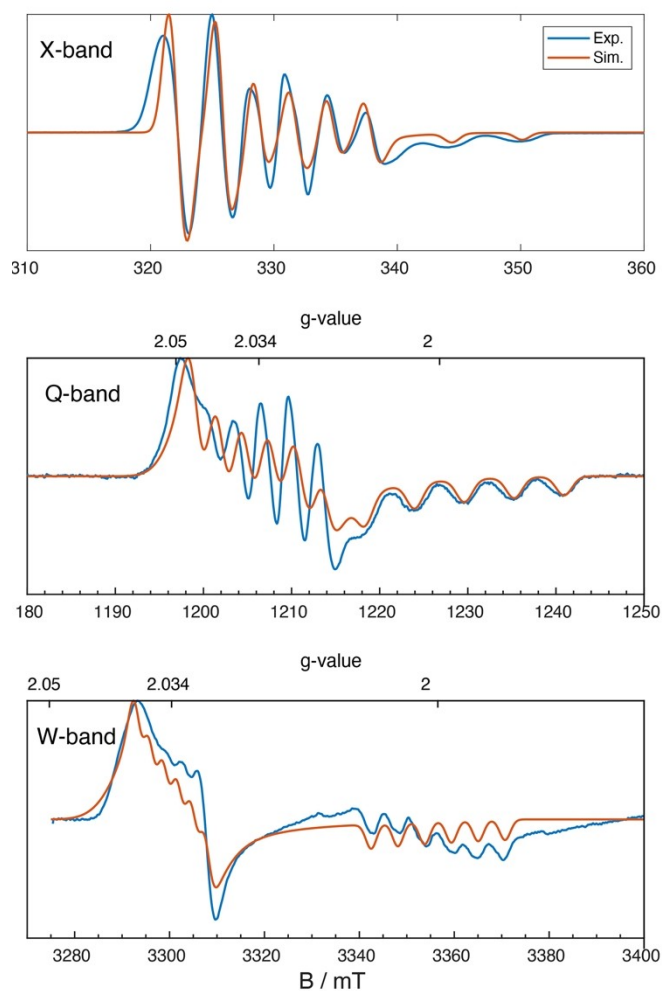 X-band
Exp.
Sim.
310 320 330 340 350 360
g-value
2.05 2.034 2
Q-band
180 1190 1200 1210 1220 1230 1240 1250
g-value
2.05 2.034 2
W-band
3280 3300 3320 3340 3360 3380 3400
B / mT